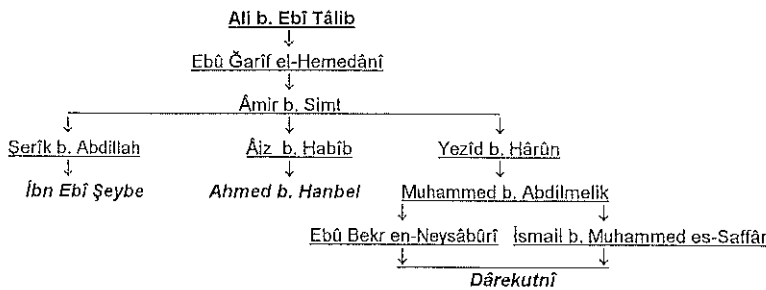 Ali b. Ebî Tâlib
Ebû Ğarîf el-Hemedânî
Âmir b. Simt
Şerîk b. Abdillah Âiz b. Habîb Yezîd b. Hârûn
İbn Ebî Şeybe Ahmed b. Hanbel Muhammed b. Abdilmelik
Ebû Bekr en-Neysâbûrî İsmail b. Muhammed es-Saffâr
Dârekutnî